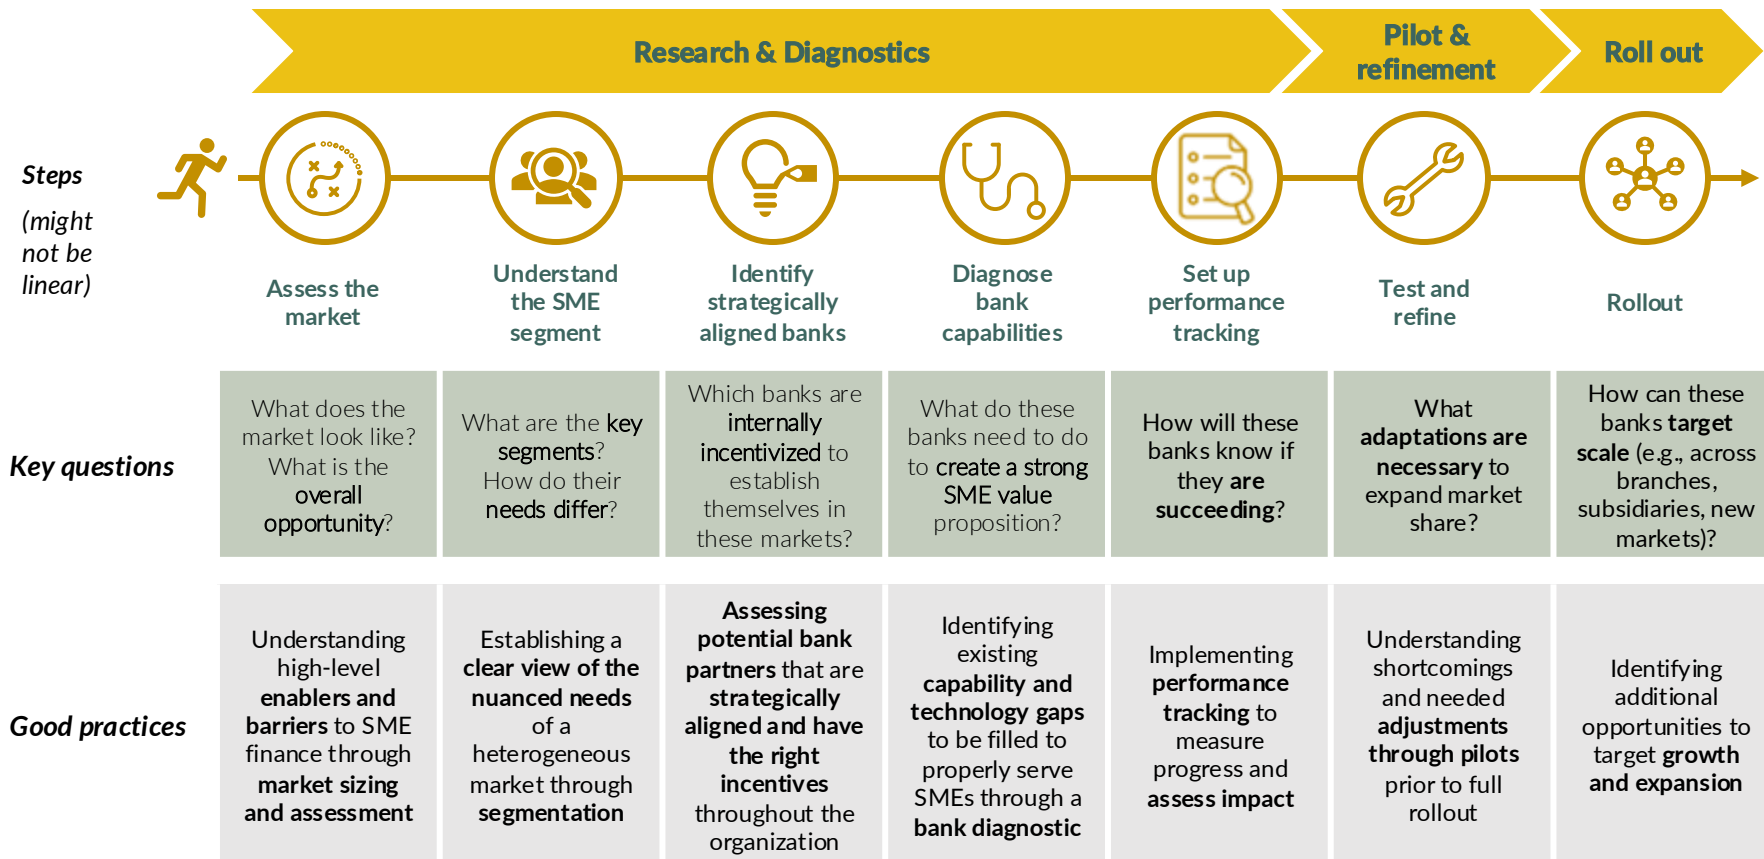 Research & Diagnostics
Pilot &
refinement
Roll out
Steps
(might
not be
linear)
Assess the
market
Understand
the SME
segment
Identify
strategically
aligned banks
Diagnose
bank
capabilities
Set up
performance
tracking
Test and
refine
Rollout
Key questions
What does the
market look like?
What is the
overall
opportunity?
What are the key
segments?
How do their
needs differ?
Which banks are
internally
incentivized to
establish
themselves in
these markets?
What do these
banks need to do
to create a strong
SME value
proposition?
How will these
banks know if
they are
succeeding?
What
adaptations are
necessary to
expand market
share?
How can these
banks target
scale (e.g., across
branches,
subsidiaries, new
markets)?
Good practices
Understanding
high-level
enablers and
barriers to SME
finance through
market sizing
and assessment
Establishing a
clear view of the
nuanced needs
of a
heterogeneous
market through
segmentation
Assessing
potential bank
partners that are
strategically
aligned and have
the right
incentives
throughout the
organization
Identifying
existing
capability and
technology gaps
to be filled to
properly serve
SMEs through a
bank diagnostic
Implementing
performance
tracking to
measure
progress and
assess impact
Understanding
shortcomings
and needed
adjustments
through pilots
prior to full
rollout
Identifying
additional
opportunities to
target growth
and expansion